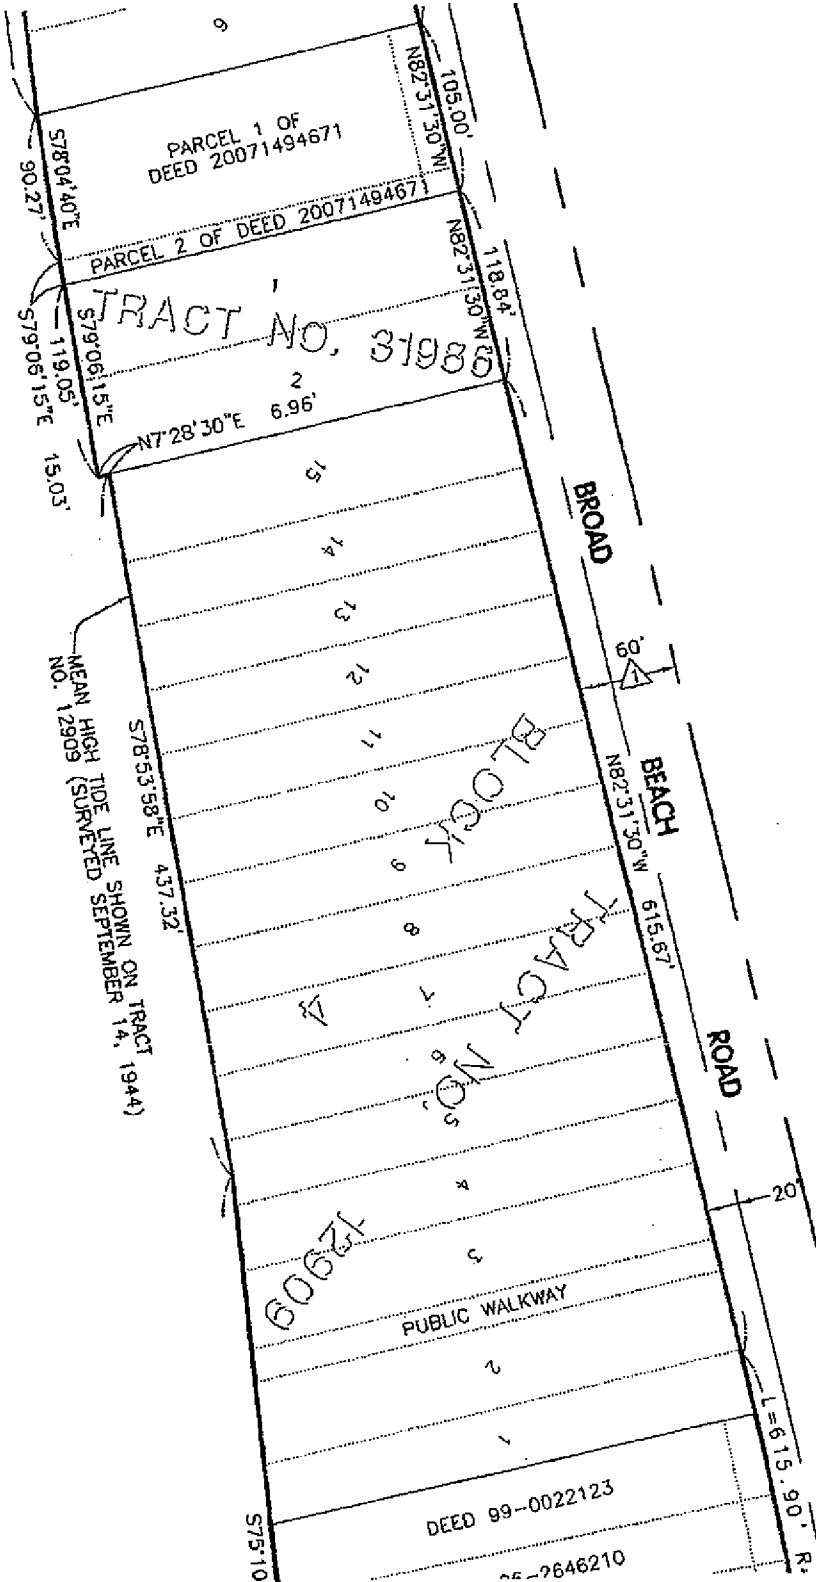 6
105.00'
N82°31'30"W
PARCEL 1 OF
DEED 20071494671
S78°04'40"E
90.27'
PARCEL 2 OF DEED 20071494671
118.84'
N82°31'30"W
1
TRACT NO. 31986
S79°06'15"E
119.05'
S79°06'15"E 15.03'
2
N7°28'30"E 6.96'
15
14
13
12
11
10
9
8
7
6
5
4
3
BROAD
BEACH
ROAD
60'
1
N82°31'30"W 615.67'
20'
BLOCK
A
TRACT NO.
12909
MEAN HIGH TIDE LINE SHOWN ON TRACT
NO. 12909 (SURVEYED SEPTEMBER 14, 1944)
S78°53'58"E 437.32'
PUBLIC WALKWAY
2
1
L=615.90' R=
DEED 99-0022123
S75°10
-2646210